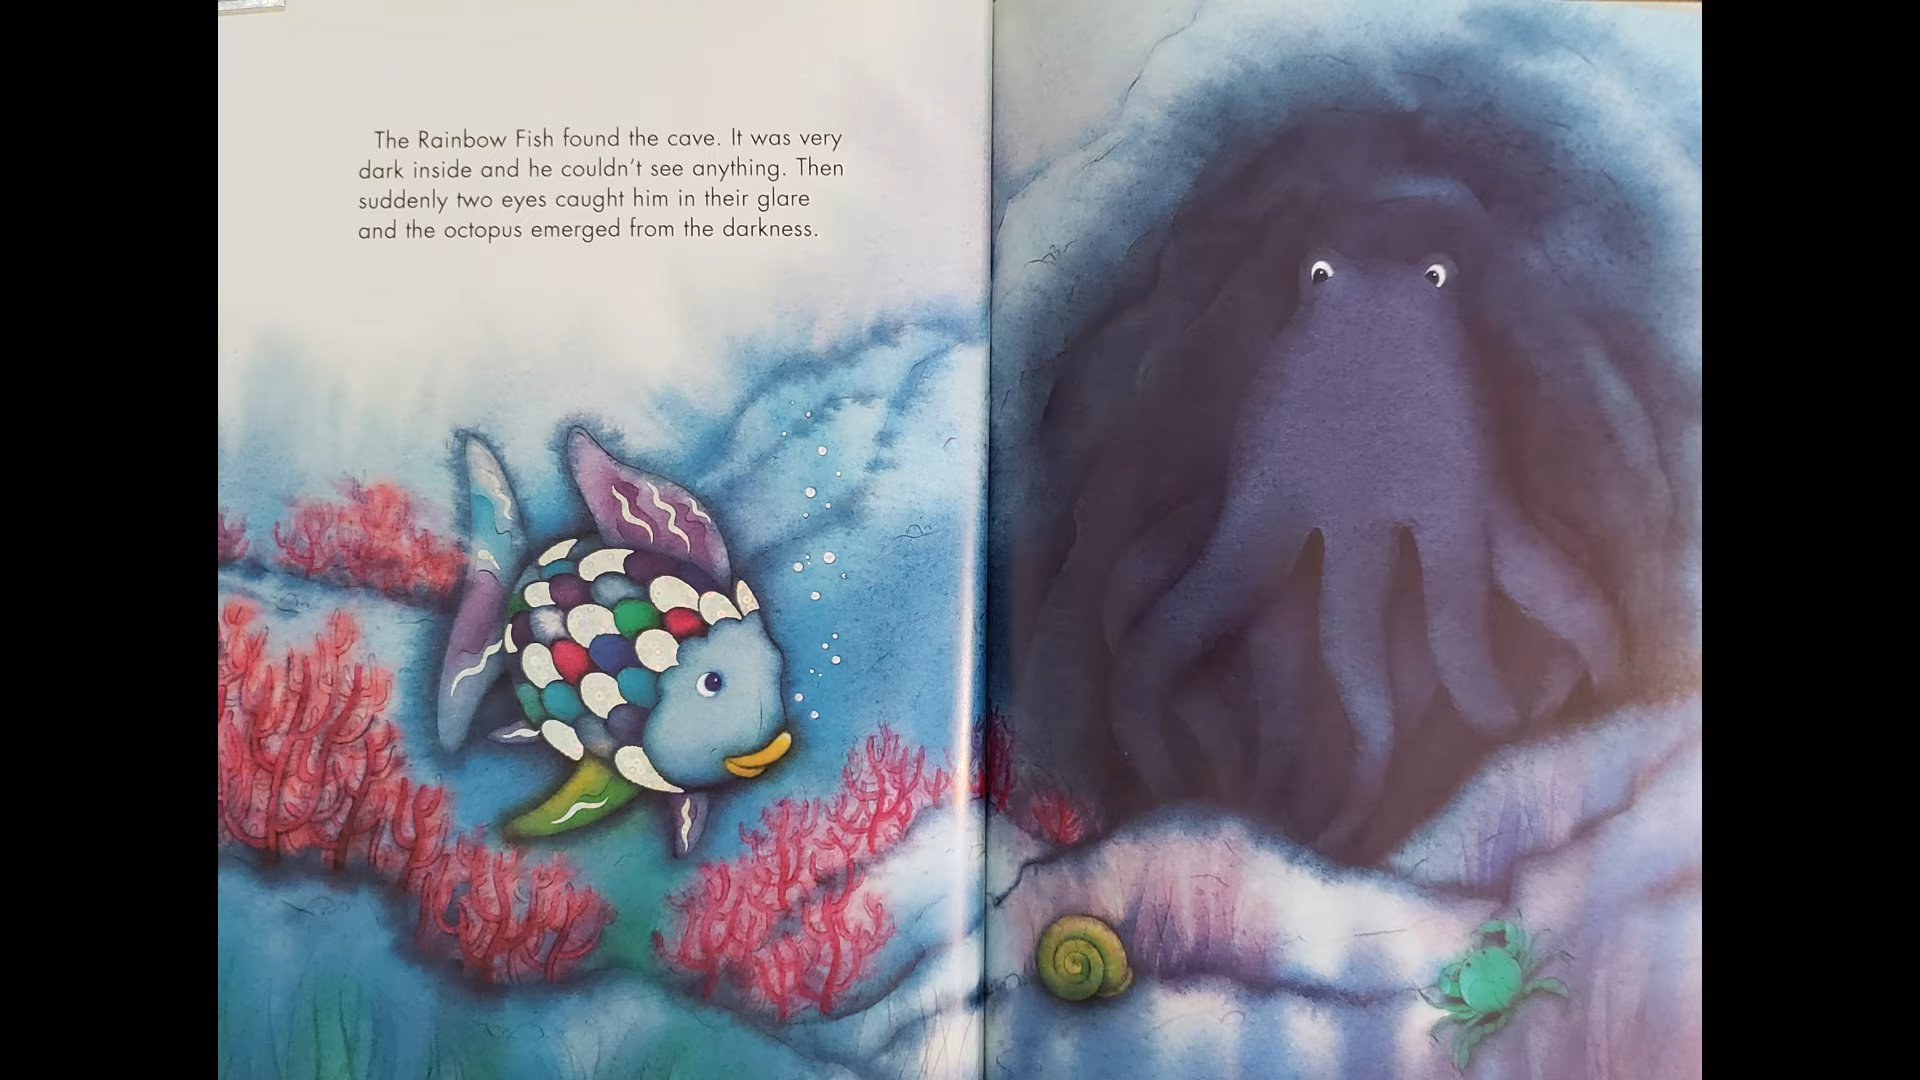 The Rainbow Fish found the cave. It was very
dark inside and he couldn't see anything. Then
suddenly two eyes caught him in their glare
and the octopus emerged from the darkness.